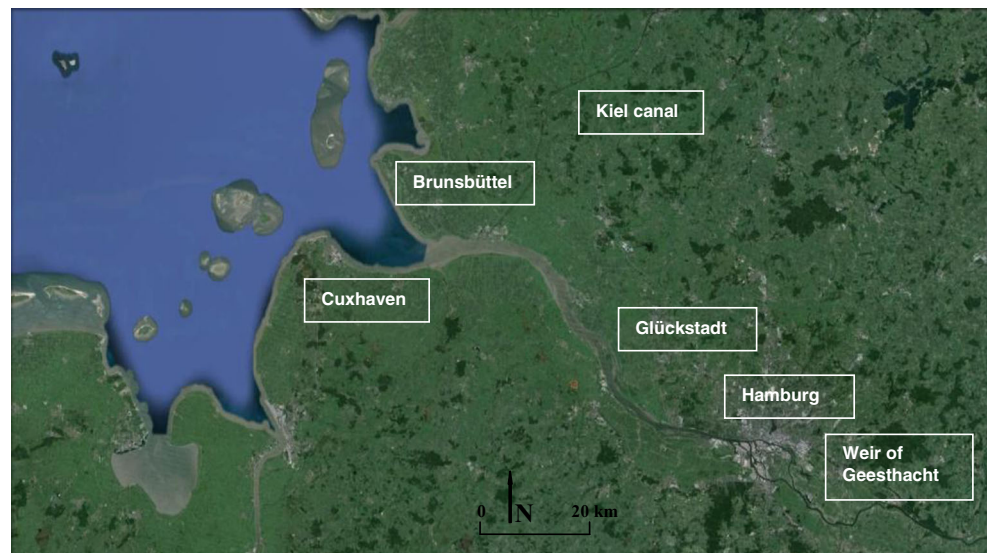 Kiel canal
Brunsbüttel
Cuxhaven
Glückstadt
Hamburg
Weir of
Geesthacht
0 N 20 km